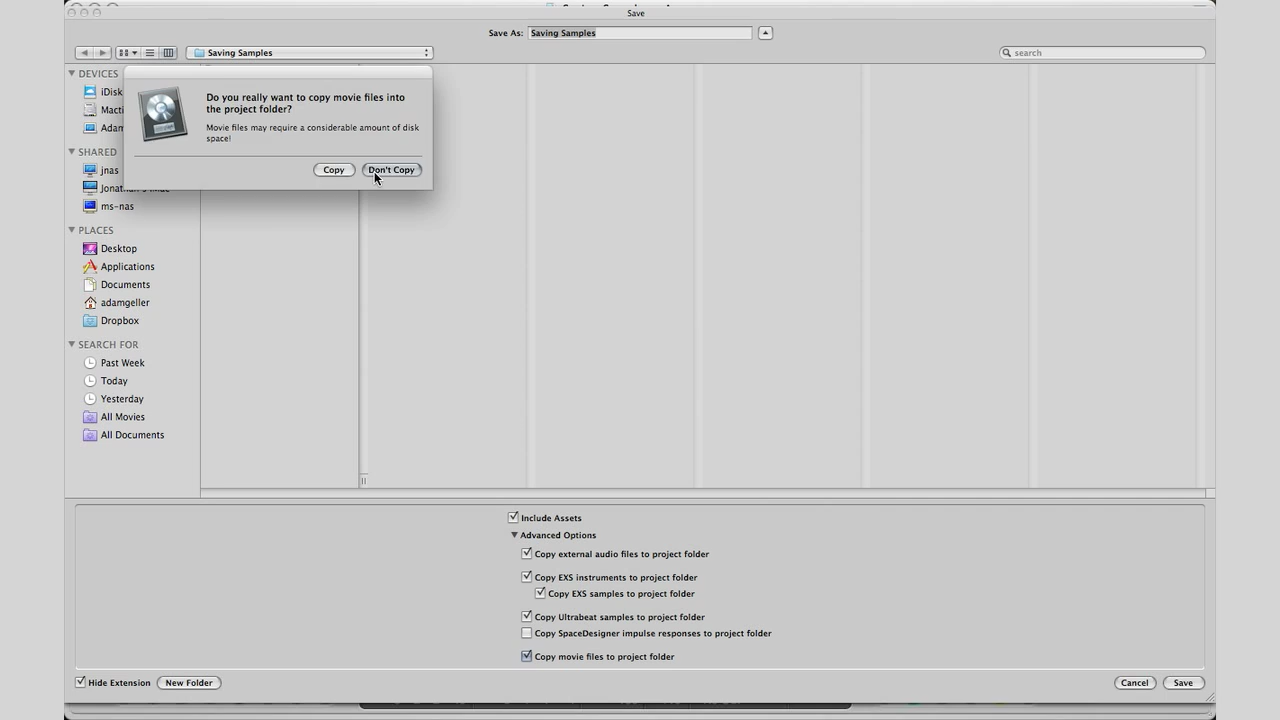 Save
Save As: Saving Samples
Saving Samples
search
DEVICES
iDisk
Macti
Adam
SHARED
jnas
Jonathan's iMac
ms-nas
PLACES
Desktop
Applications
Documents
adamgeller
Dropbox
SEARCH FOR
Past Week
Today
Yesterday
All Movies
All Documents
Do you really want to copy movie files into
the project folder?
Movie files may require a considerable amount of disk
space!
Copy
Don't Copy
Include Assets
Advanced Options
Copy external audio files to project folder
Copy EXS instruments to project folder
Copy EXS samples to project folder
Copy Ultrabeat samples to project folder
Copy SpaceDesigner impulse responses to project folder
Copy movie files to project folder
Hide Extension
New Folder
Cancel
Save